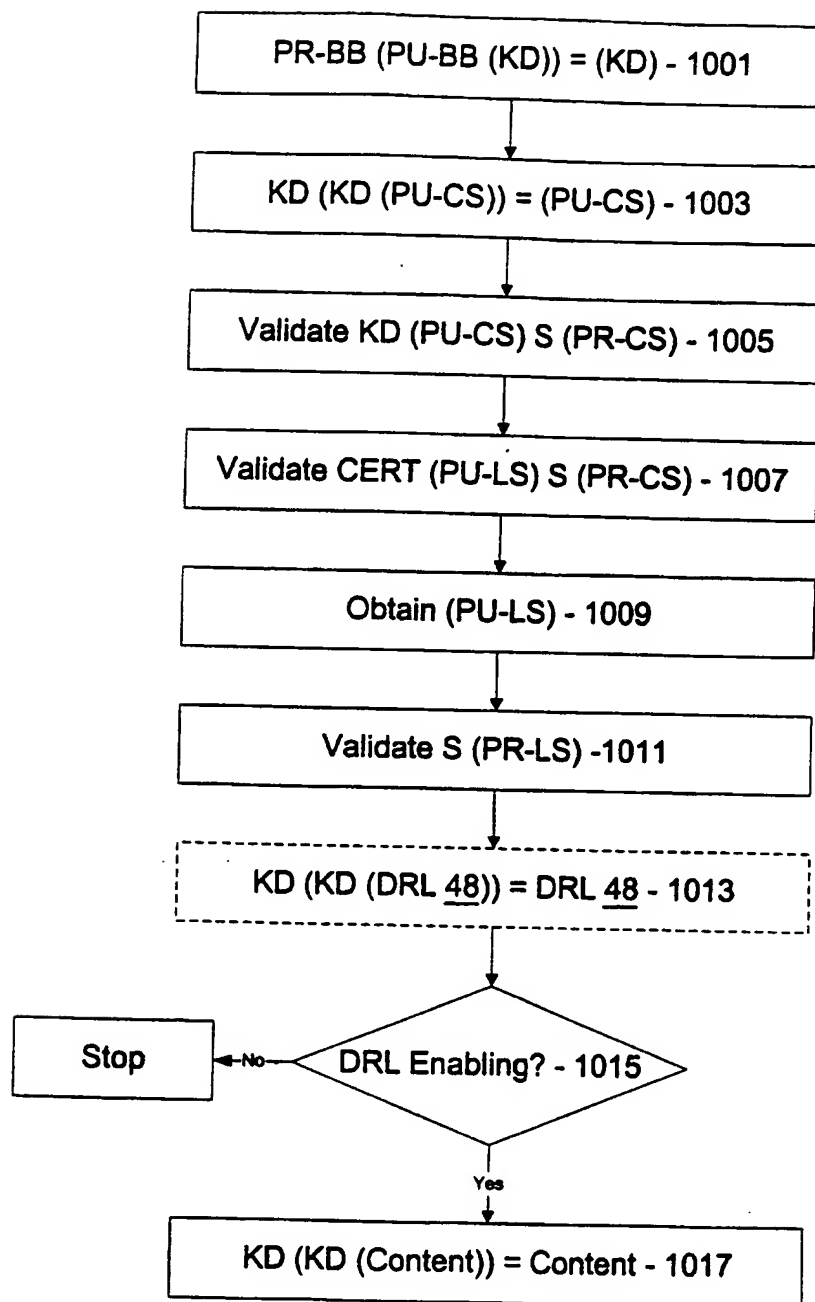 PR-BB (PU-BB (KD)) = (KD) - 1001
KD (KD (PU-CS)) = (PU-CS) - 1003
Validate KD (PU-CS) S (PR-CS) - 1005
Validate CERT (PU-LS) S (PR-CS) - 1007
Obtain (PU-LS) - 1009
Validate S (PR-LS) -1011
KD (KD (DRL 48)) = DRL 48 - 1013
DRL Enabling? - 1015
No
Stop
Yes
KD (KD (Content)) = Content - 1017